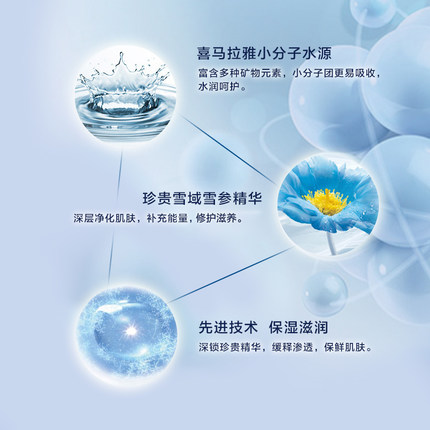 喜马拉雅小分子水源
富含多种矿物元素，小分子团更易吸收，
水润呵护。
珍贵雪域雪参精华
深层净化肌肤，补充能量，修护滋养。
先进技术 保湿滋润
深锁珍贵精华，缓释渗透，保鲜肌肤。